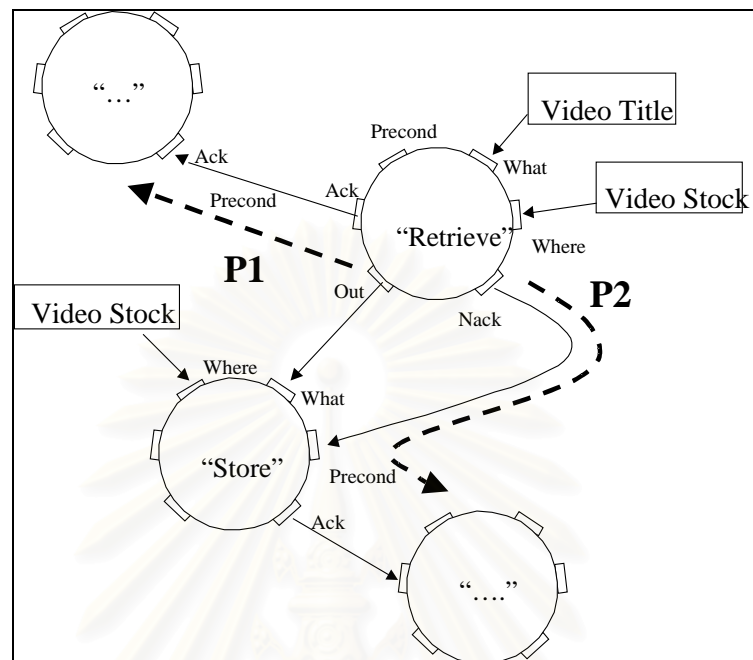 “…”
Video Title
Precond
What
Ack
Ack
Video Stock
Precond
“Retrieve”
Where
P1
Out
P2
Video Stock
Nack
Where
What
“Store”
Precond
Ack
“….”